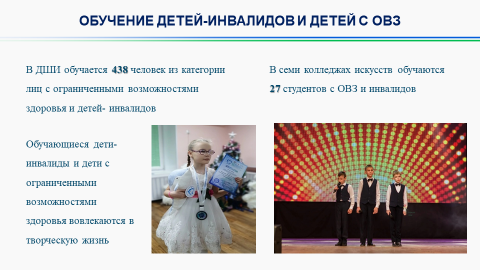 ОБУЧЕНИЕ ДЕТЕЙ-ИНВАЛИДОВ И ДЕТЕЙ С ОВЗ
В ДШИ обучается 438 человек из категории
лиц с ограниченными возможностями
здоровья и детей- инвалидов
Обучающиеся дети-
инвалиды и дети с
ограниченными
возможностями
здоровья вовлекаются в
творческую жизнь
В семи колледжах искусств обучаются
27 студентов с ОВЗ и инвалидов